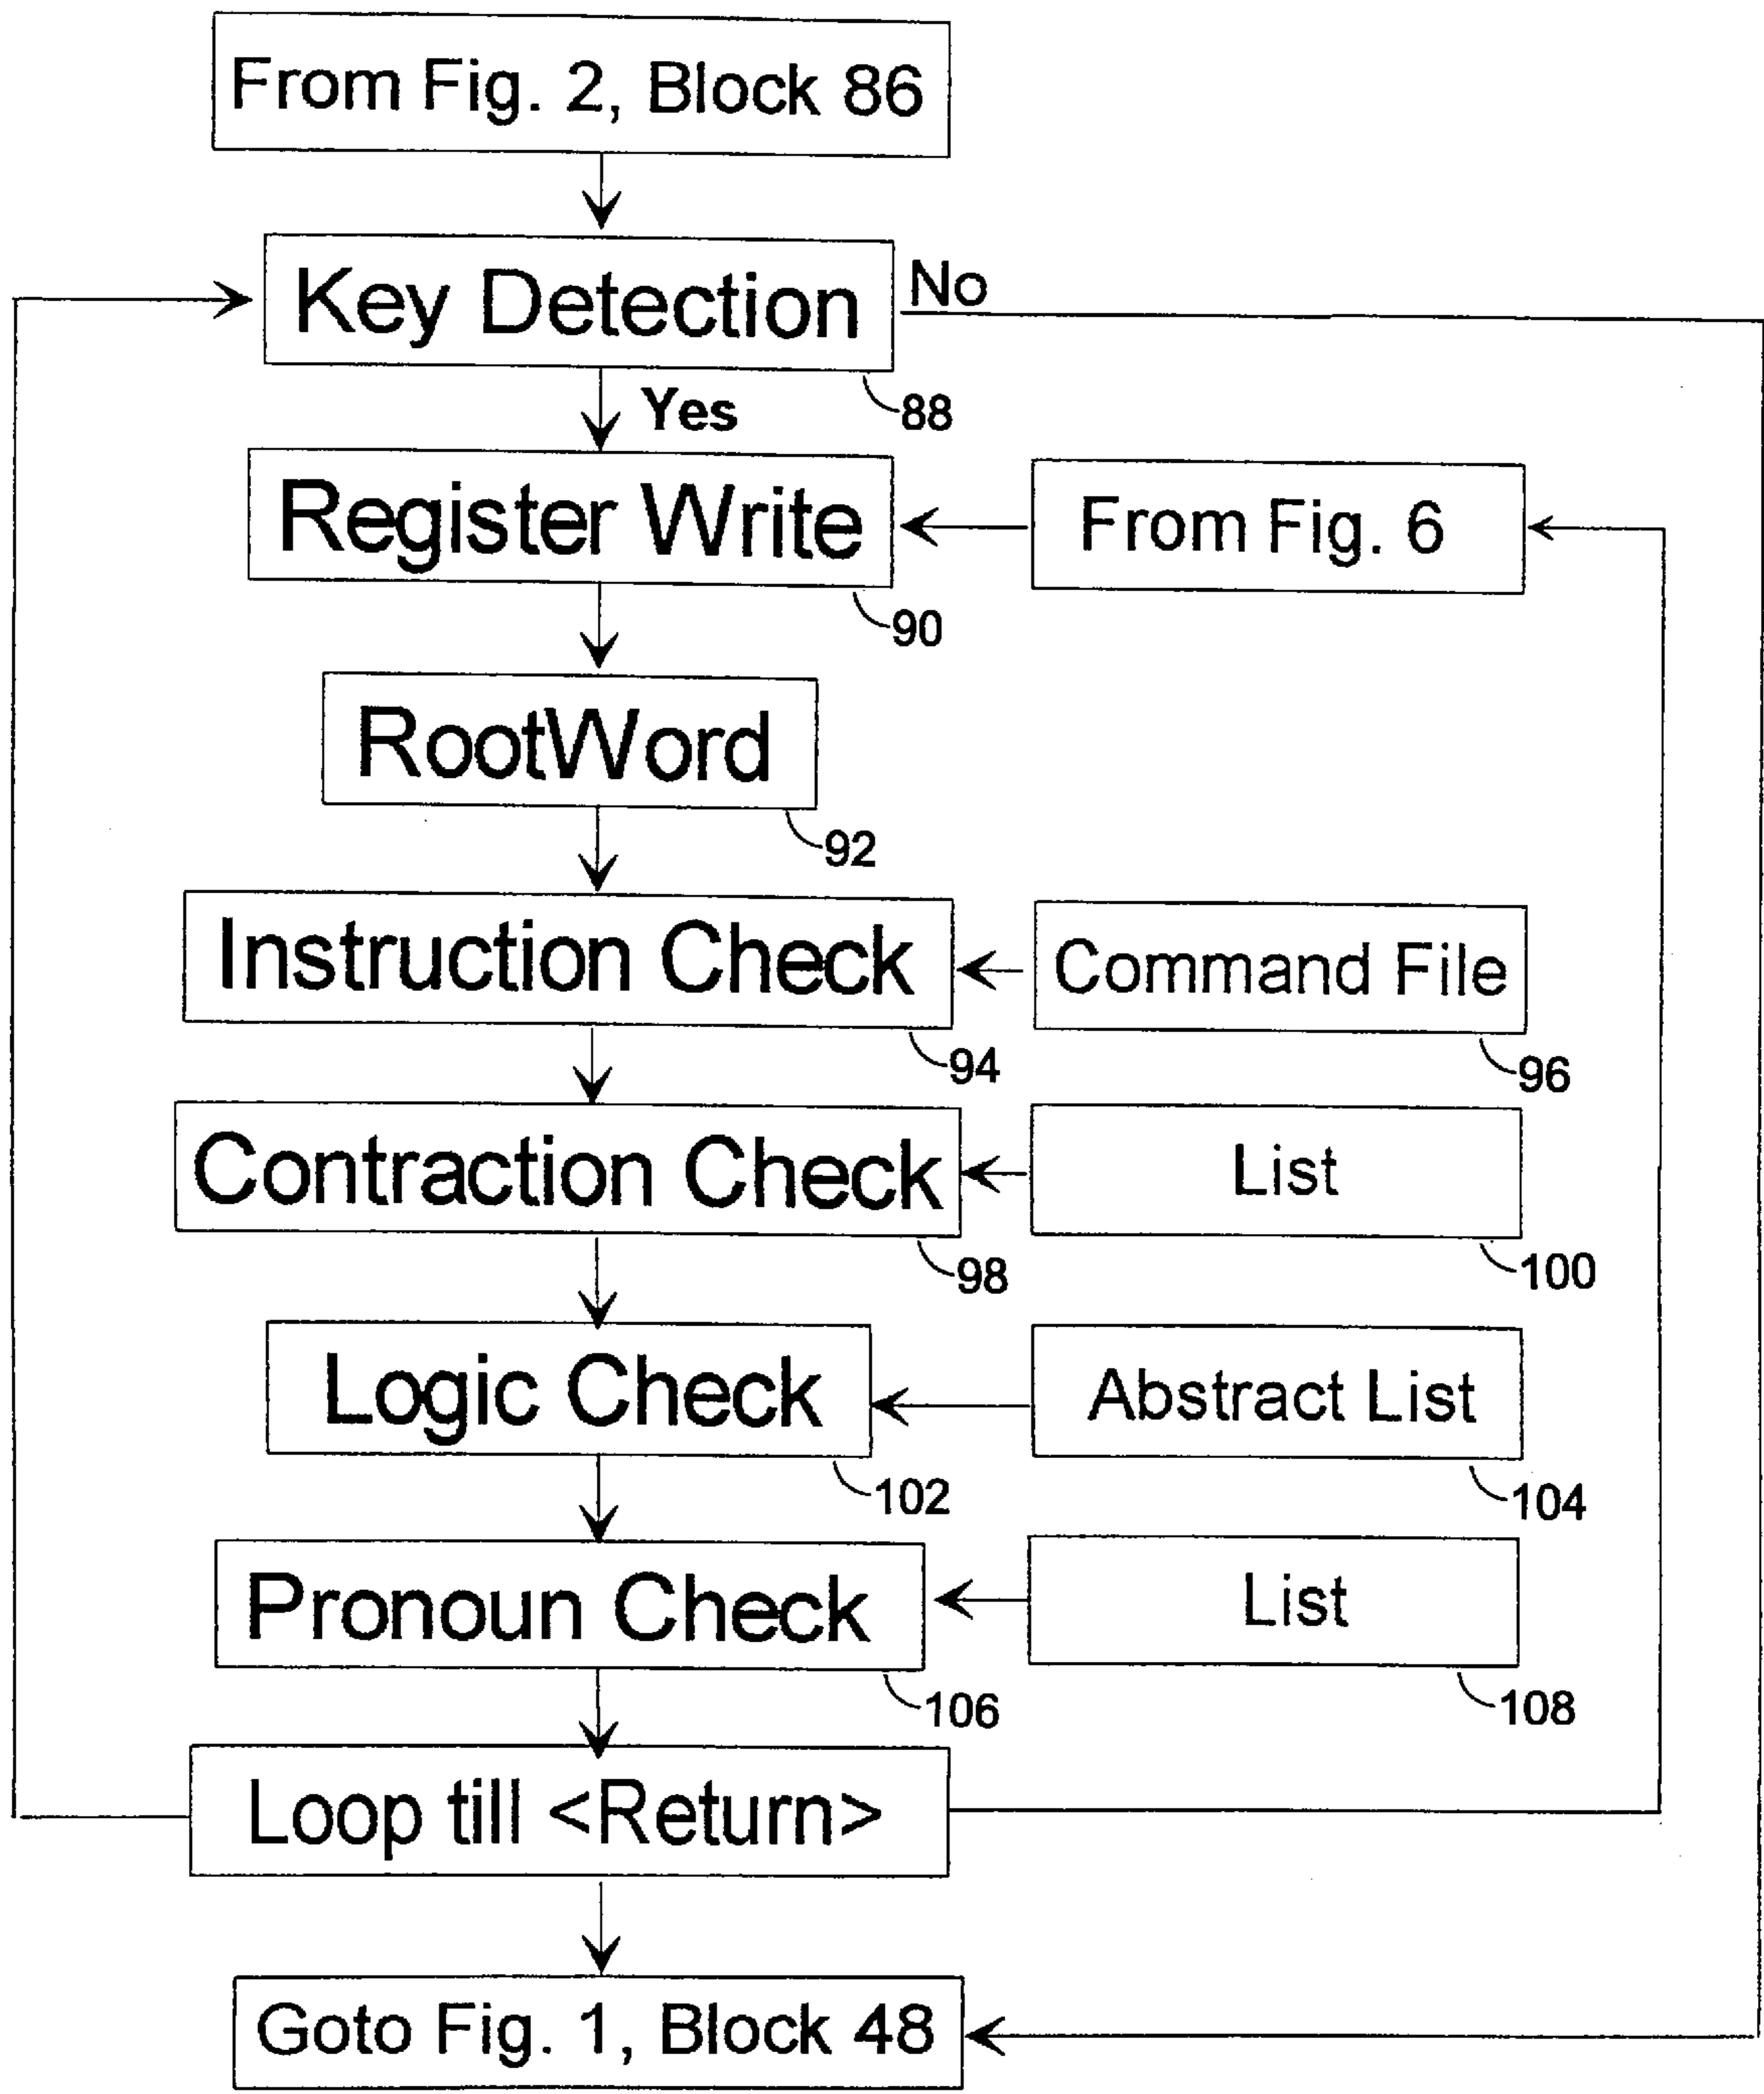 From Fig. 2, Block 86
Key Detection
No
88
Yes
Register Write
From Fig. 6
90
RootWord
92
Instruction Check
Command File
94
96
Contraction Check
List
98
100
Logic Check
Abstract List
102
104
Pronoun Check
List
106
108
Loop till <Return>
Goto Fig. 1, Block 48